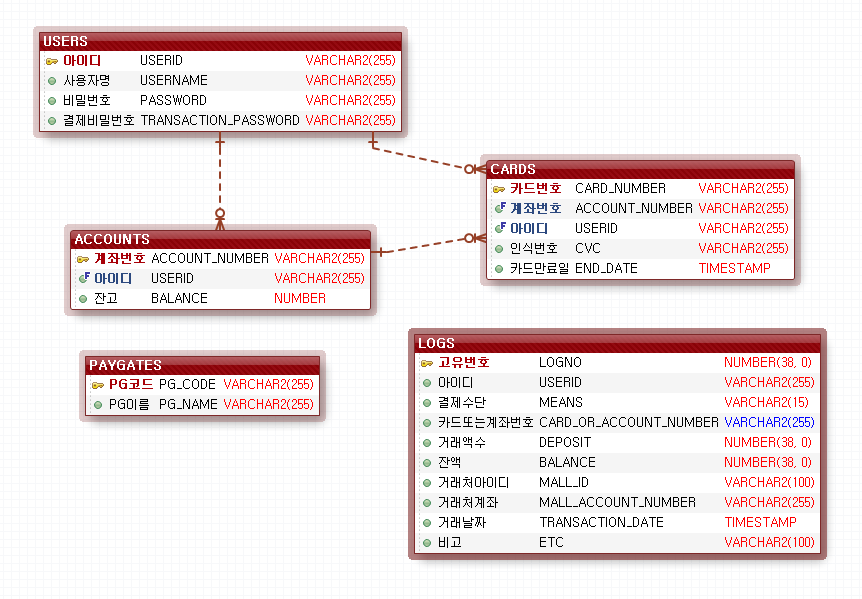 USERS
아이디 USERID VARCHAR2(255)
사용자명 USERNAME VARCHAR2(255)
비밀번호 PASSWORD VARCHAR2(255)
결제비밀번호 TRANSACTION_PASSWORD VARCHAR2(255)
CARDS
카드번호 CARD_NUMBER VARCHAR2(255)
계좌번호 ACCOUNT_NUMBER VARCHAR2(255)
아이디 USERID VARCHAR2(255)
인식번호 CVC VARCHAR2(255)
카드만료일 END_DATE TIMESTAMP
ACCOUNTS
계좌번호 ACCOUNT_NUMBER VARCHAR2(255)
아이디 USERID VARCHAR2(255)
잔고 BALANCE NUMBER
PAYGATES
PG코드 PG_CODE VARCHAR2(255)
PG이름 PG_NAME VARCHAR2(255)
LOGS
고유번호 LOGNO NUMBER(38, 0)
아이디 USERID VARCHAR2(255)
결제수단 MEANS VARCHAR2(15)
카드또는계좌번호 CARD_OR_ACCOUNT_NUMBER VARCHAR2(255)
거래액수 DEPOSIT NUMBER(38, 0)
잔액 BALANCE NUMBER(38, 0)
거래처아이디 MALL_ID VARCHAR2(100)
거래처계좌 MALL_ACCOUNT_NUMBER VARCHAR2(255)
거래날짜 TRANSACTION_DATE TIMESTAMP
비고 ETC VARCHAR2(100)